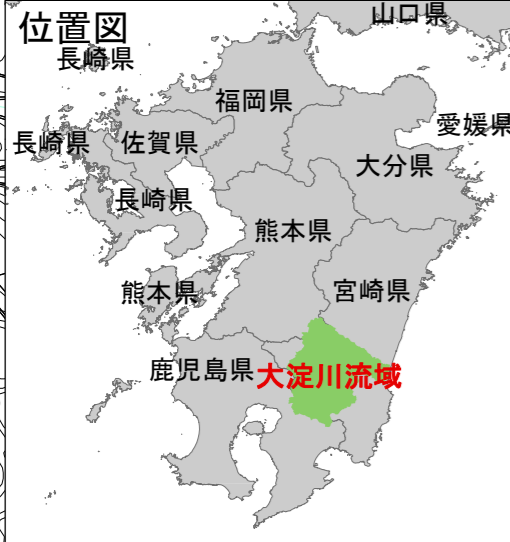 位置図
山口県
長崎県
福岡県
愛媛県
長崎県
佐賀県
大分県
長崎県
熊本県
熊本県
宮崎県
鹿児島県
大淀川流域